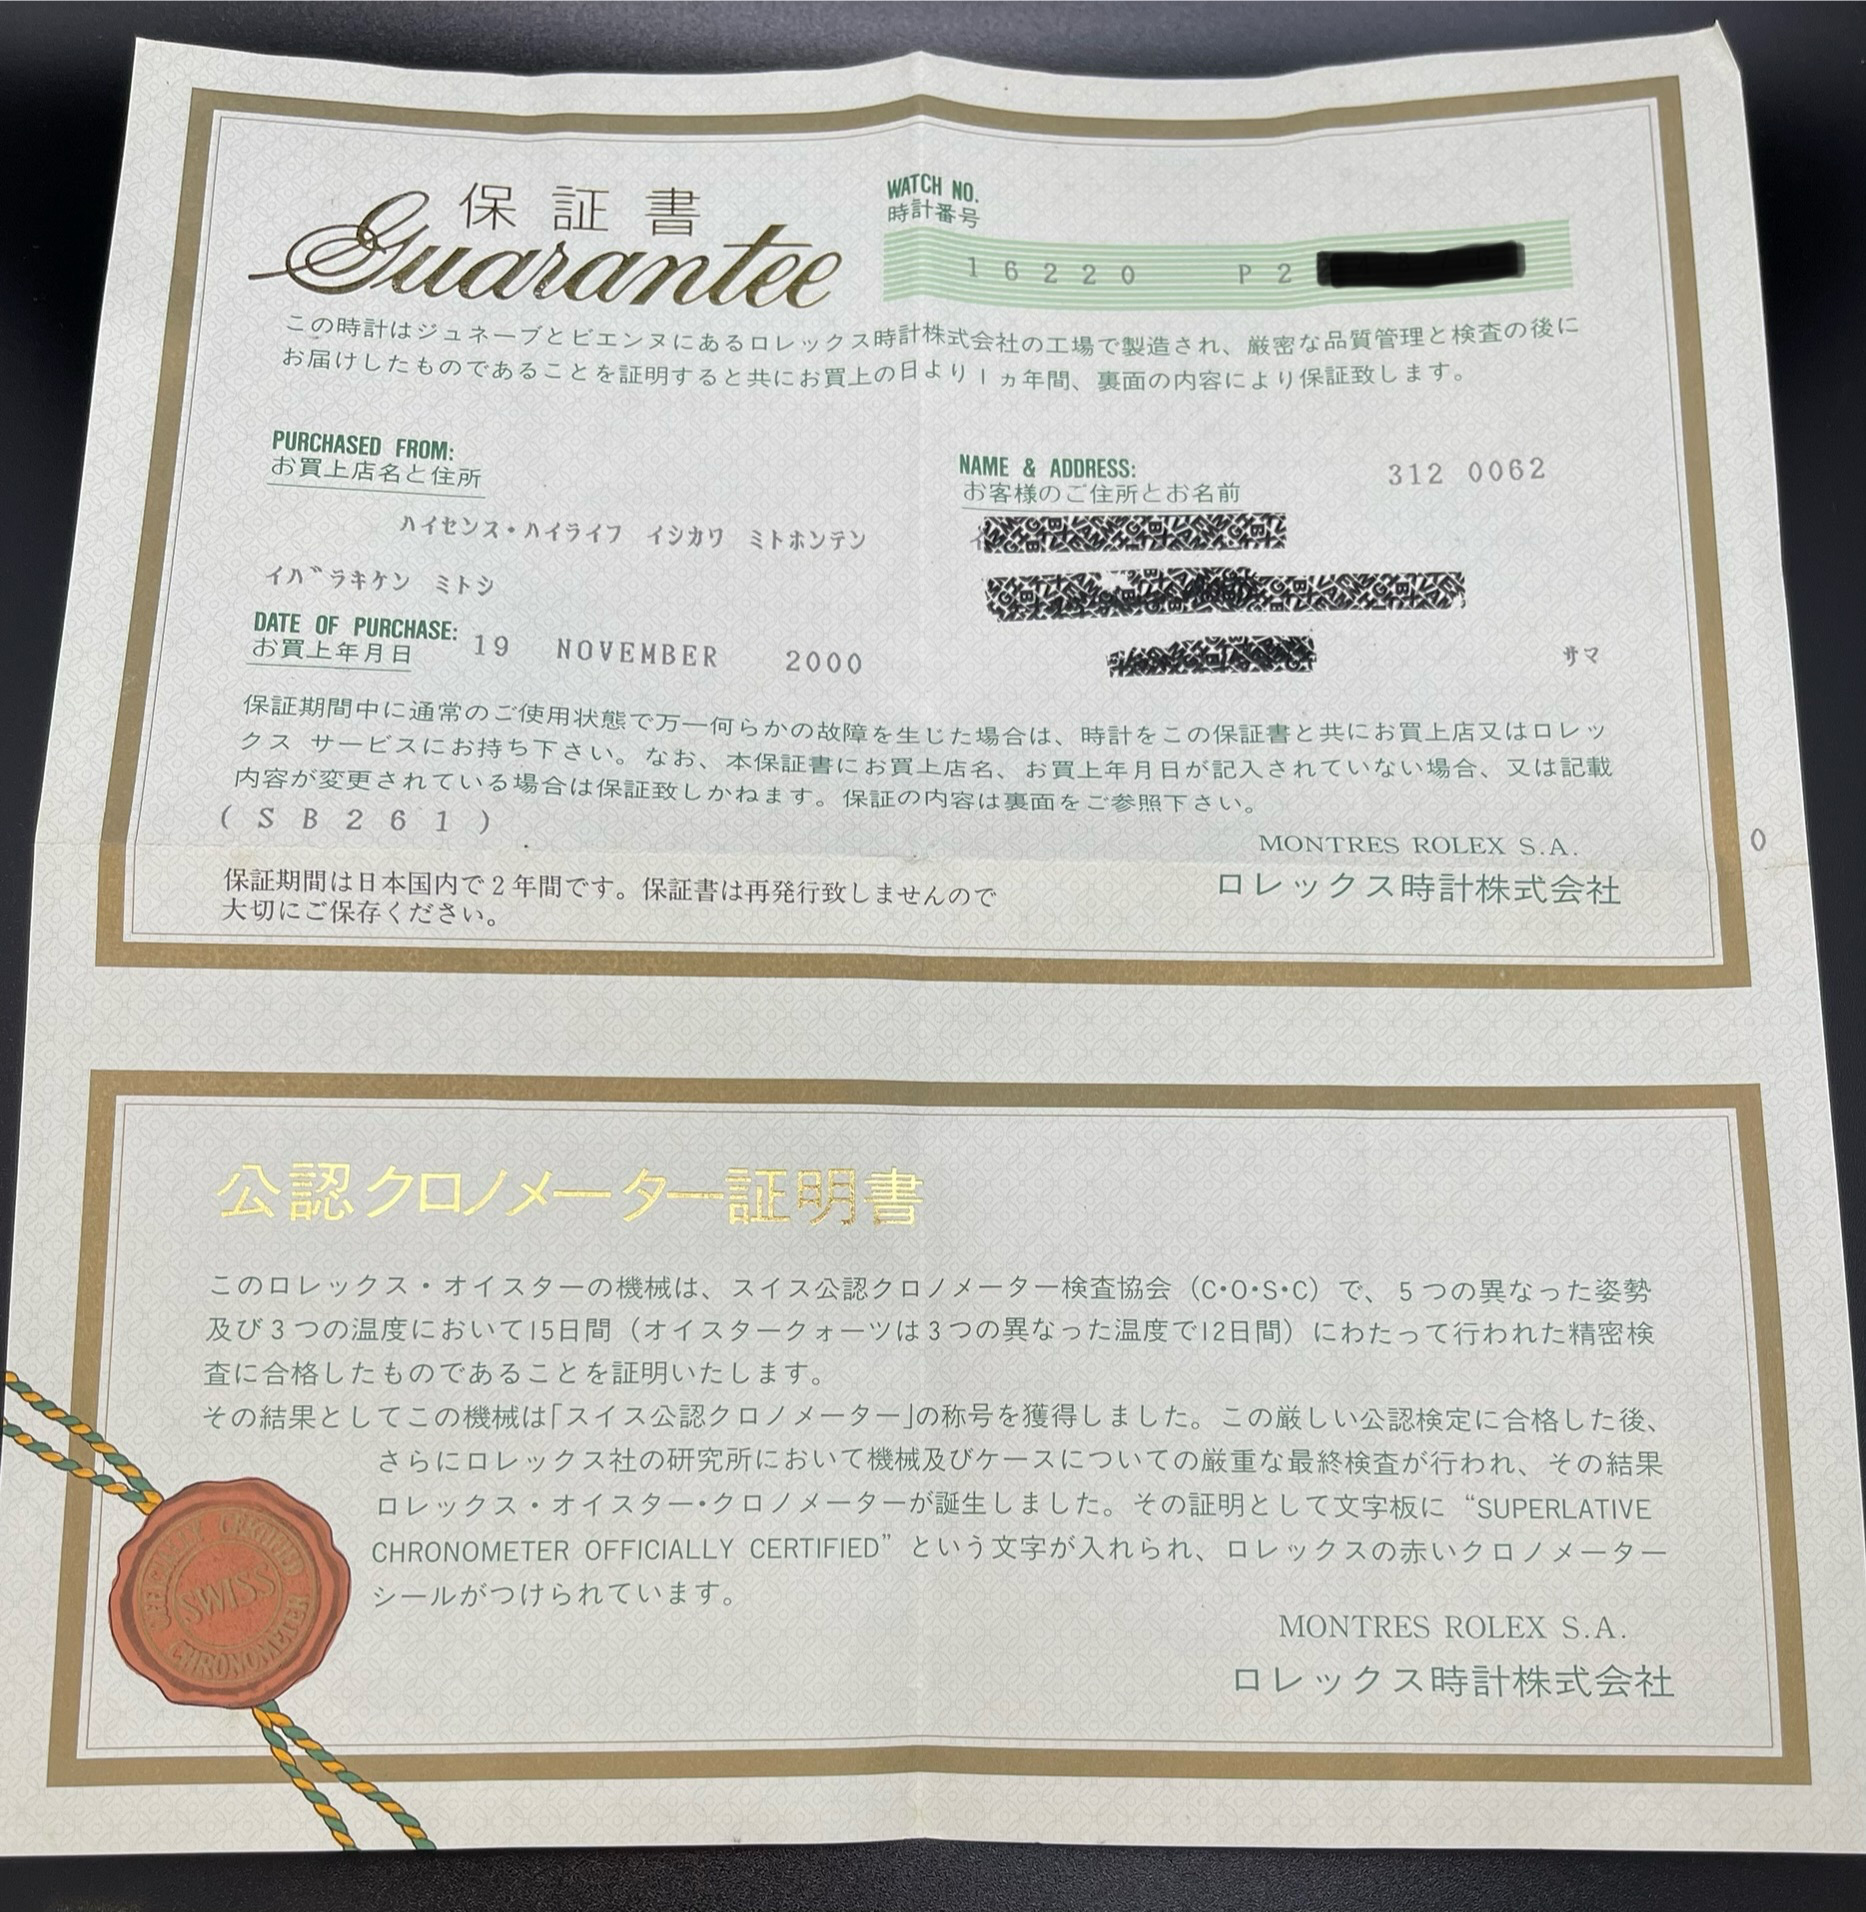 保証書
Guarantee
WATCH NO.
時計番号
16220 P2
この時計はジュネーブとビエンヌにあるロレックス時計株式会社の工場で製造され、厳密な品質管理と検査の後に
お届けしたものであることを証明すると共にお買上の日より1ヵ年間、裏面の内容により保証致します。
PURCHASED FROM:
お買上店名と住所
ハイセンス・ハイライフ イシカワ ミトホンテン
イバラキケン ミトシ
DATE OF PURCHASE:
お買上年月日
19 NOVEMBER 2000
NAME & ADDRESS:
お客様のご住所とお名前
312 0062
サマ
保証期間中に通常のご使用状態で万一何らかの故障を生じた場合は、時計をこの保証書と共にお買上店又はロレッ
クス サービスにお持ち下さい。なお、本保証書にお買上店名、お買上年月日が記入されていない場合、又は記載
内容が変更されている場合は保証致しかねます。保証の内容は裏面をご参照下さい。
(SB261)
MONTRES ROLEX S.A.
ロレックス時計株式会社
0
保証期間は日本国内で2年間です。保証書は再発行致しませんので
大切にご保存ください。
公認クロノメーター証明書
このロレックス・オイスターの機械は、スイス公認クロノメーター検査協会（C・O・S・C）で、5つの異なった姿勢
及び3つの温度において15日間（オイスタークォーツは3つの異なった温度で12日間）にわたって行われた精密検
査に合格したものであることを証明いたします。
その結果としてこの機械は「スイス公認クロノメーター」の称号を獲得しました。この厳しい公認検定に合格した後、
さらにロレックス社の研究所において機械及びケースについての厳重な最終検査が行われ、その結果
ロレックス・オイスター・クロノメーターが誕生しました。その証明として文字板に “SUPERLATIVE
CHRONOMETER OFFICIALLY CERTIFIED” という文字が入れられ、ロレックスの赤いクロノメーター
シールがつけられています。
OFFICIALLY CERTIFIED
SWISS
CHRONOMETER
MONTRES ROLEX S.A.
ロレックス時計株式会社